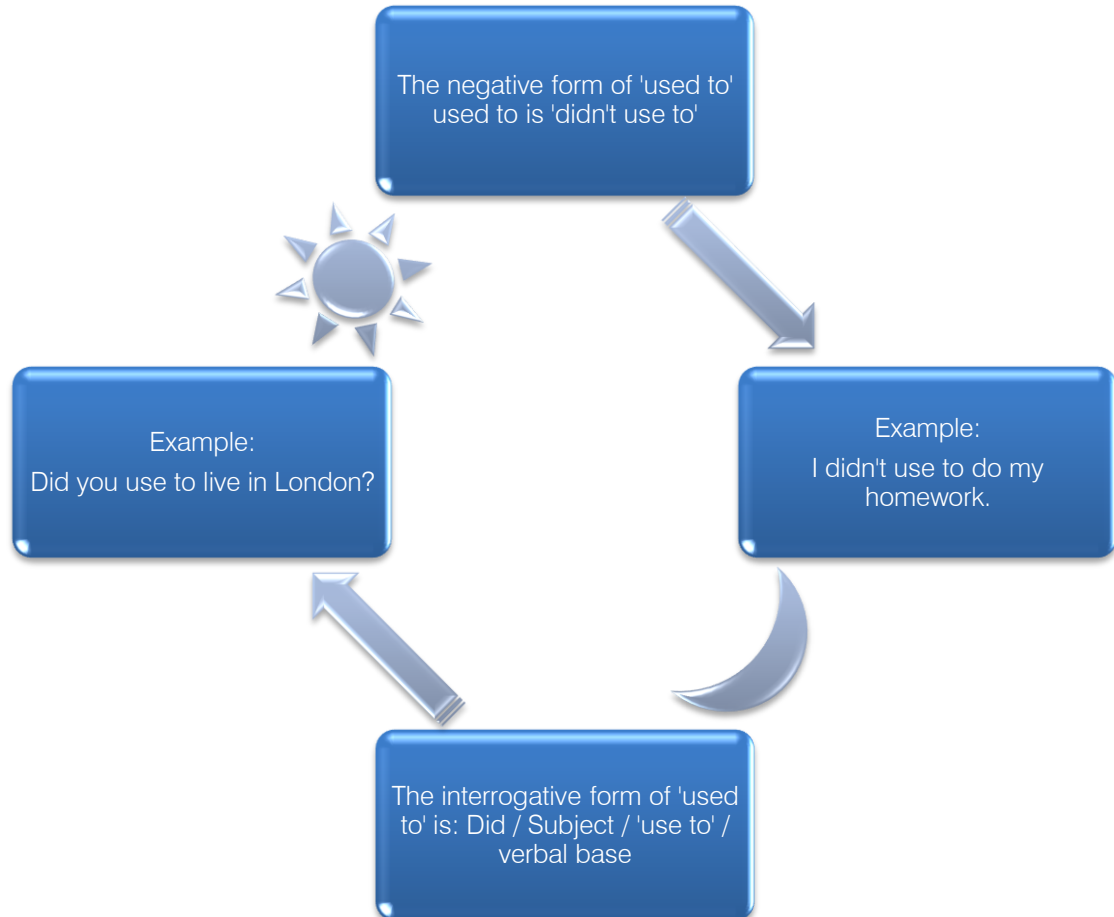 The negative form of 'used to'
used to is 'didn't use to'
Example:
I didn't use to do my
homework.
The interrogative form of 'used
to' is: Did / Subject / 'use to' /
verbal base
Example:
Did you use to live in London?